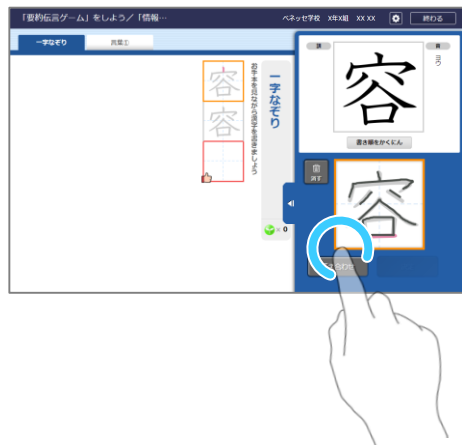 「要約伝言ゲーム」をしよう／「情報…
ベネッセ学校 X年X組 XX XX
終わる
一字なぞり
言葉①
一字なぞり
お手本を見ながら漢字を書きましょう
容
容
× 0
訓
音
ヨウ
容
書き順をかくにん
消す
容